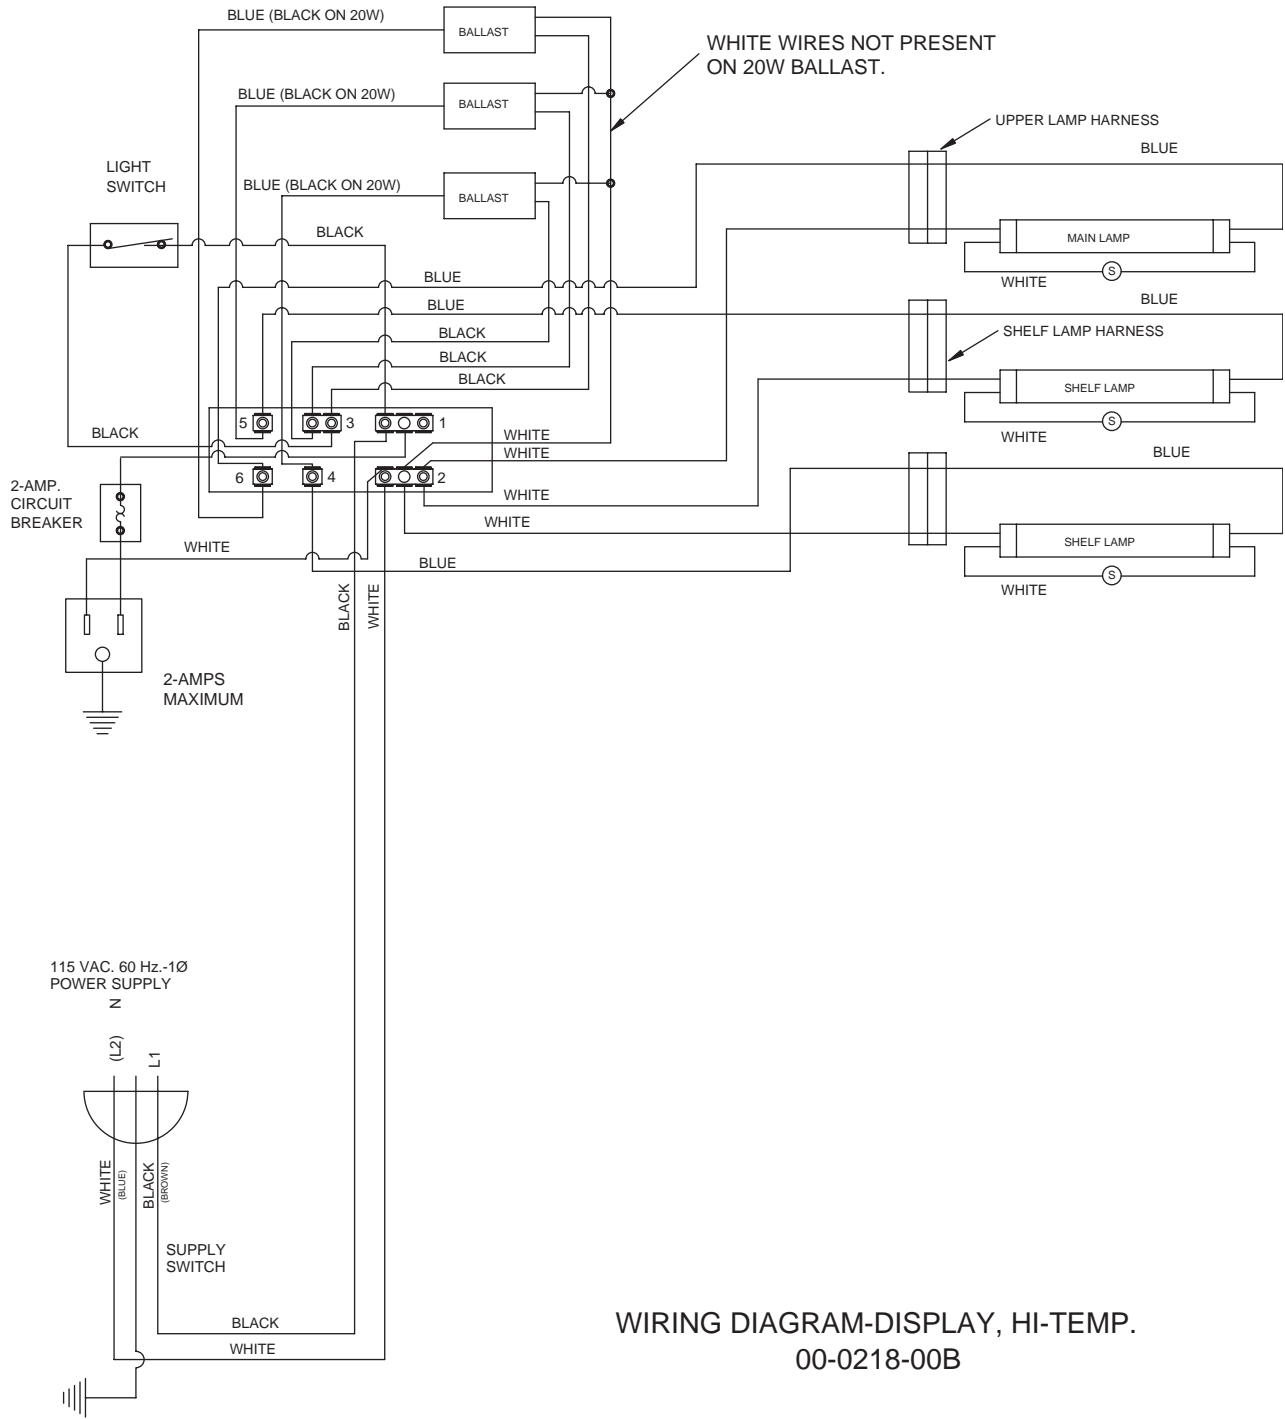 BLUE (BLACK ON 20W)
BALLAST
WHITE WIRES NOT PRESENT
ON 20W BALLAST.
BLUE (BLACK ON 20W)
BALLAST
UPPER LAMP HARNESS
BLUE
LIGHT
SWITCH
BLUE (BLACK ON 20W)
BALLAST
BLACK
MAIN LAMP
BLUE
S
WHITE
BLUE
BLUE
SHELF LAMP HARNESS
BLACK
BLACK
BLACK
SHELF LAMP
S
WHITE
5
3
1
BLACK
WHITE
WHITE
BLUE
6
4
2
2-AMP.
CIRCUIT
BREAKER
WHITE
WHITE
SHELF LAMP
WHITE
BLUE
S
WHITE
BLACK
WHITE
2-AMPS
MAXIMUM
115 VAC. 60 Hz.-1Ø
POWER SUPPLY
N
(L2)
L1
WHITE
(BLUE)
BLACK
(BROWN)
SUPPLY
SWITCH
BLACK
WHITE
WIRING DIAGRAM-DISPLAY, HI-TEMP.
00-0218-00B